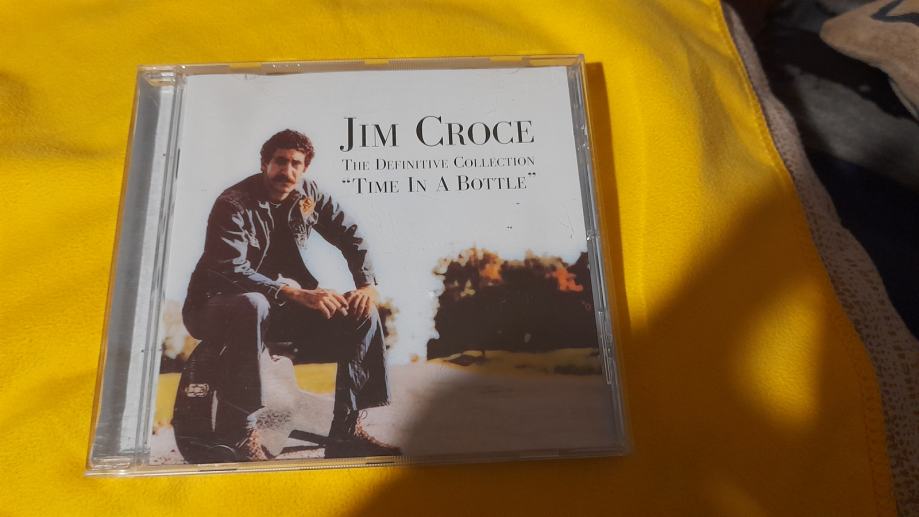 JIM CROCE
THE DEFINITIVE COLLECTION
"TIME IN A BOTTLE"